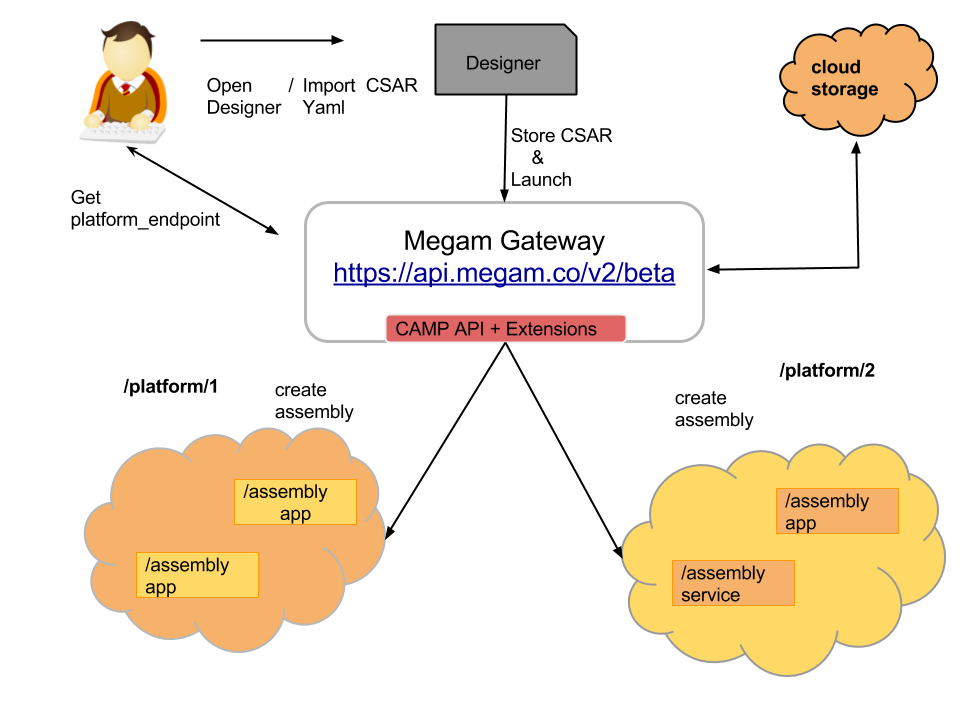 Designer
cloud
storage
Open / Import CSAR
Designer Yaml
Store CSAR
&
Launch
Get
platform_endpoint
Megam Gateway
https://api.megam.co/v2/beta
CAMP API + Extensions
/platform/1
create
assembly
/platform/2
create
assembly
/assembly
app
/assembly
app
/assembly
app
/assembly
service